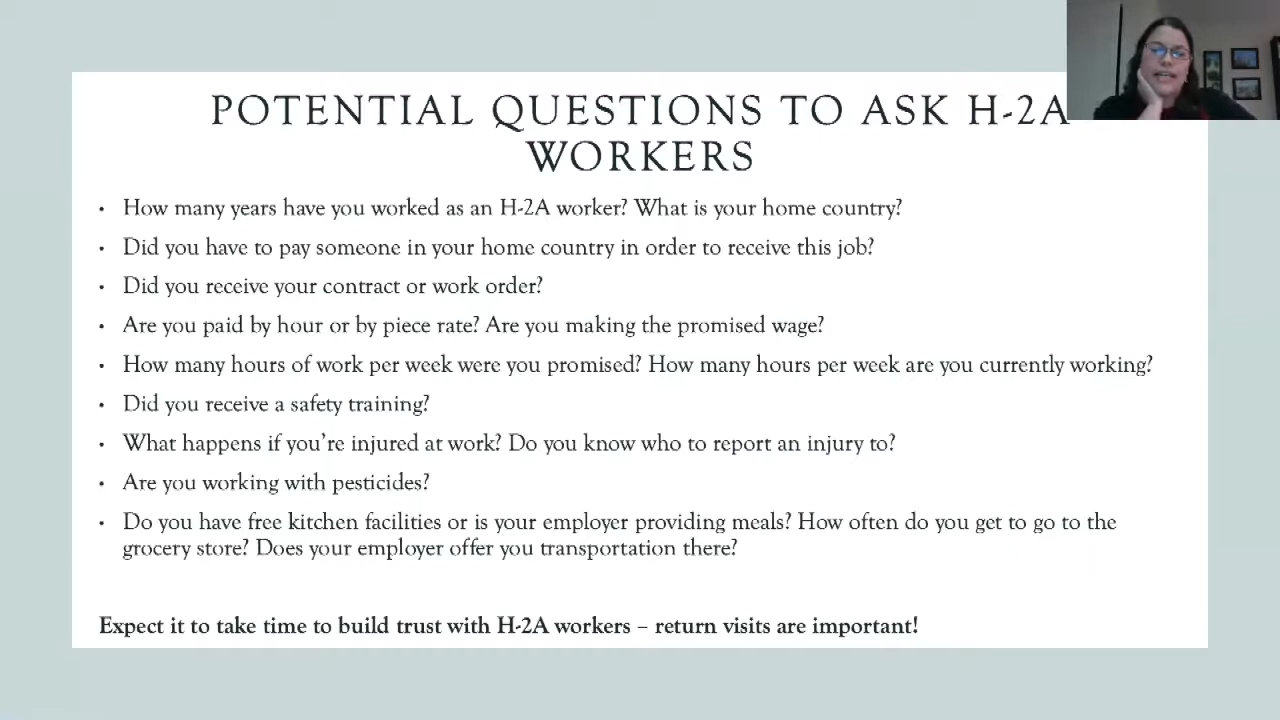 POTENTIAL QUESTIONS TO ASK H-2A
WORKERS
• How many years have you worked as an H-2A worker? What is your home country?
• Did you have to pay someone in your home country in order to receive this job?
• Did you receive your contract or work order?
• Are you paid by hour or by piece rate? Are you making the promised wage?
• How many hours of work per week were you promised? How many hours per week are you currently working?
• Did you receive a safety training?
• What happens if you’re injured at work? Do you know who to report an injury to?
• Are you working with pesticides?
• Do you have free kitchen facilities or is your employer providing meals? How often do you get to go to the
grocery store? Does your employer offer you transportation there?
Expect it to take time to build trust with H-2A workers – return visits are important!